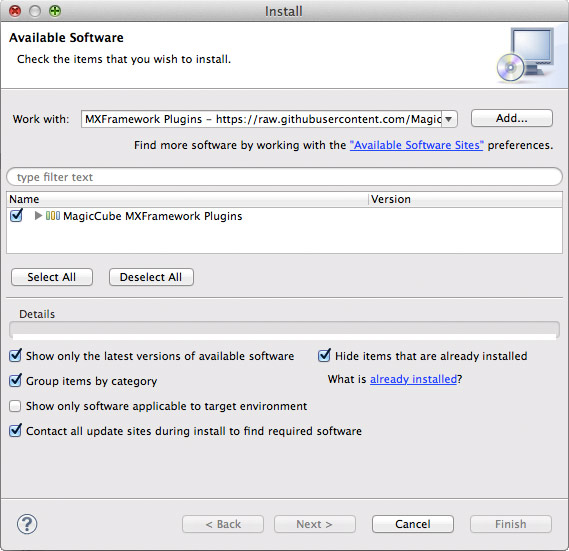 Install
Available Software
Check the items that you wish to install.
Work with: MXFramework Plugins – https://raw.githubusercontent.com/Magic Add...
Find more software by working with the "Available Software Sites" preferences.
type filter text
Name Version
MagicCube MXFramework Plugins
Select All Deselect All
Details
Show only the latest versions of available software Hide items that are already installed
Group items by category What is already installed?
Show only software applicable to target environment
Contact all update sites during install to find required software
? < Back Next > Cancel Finish